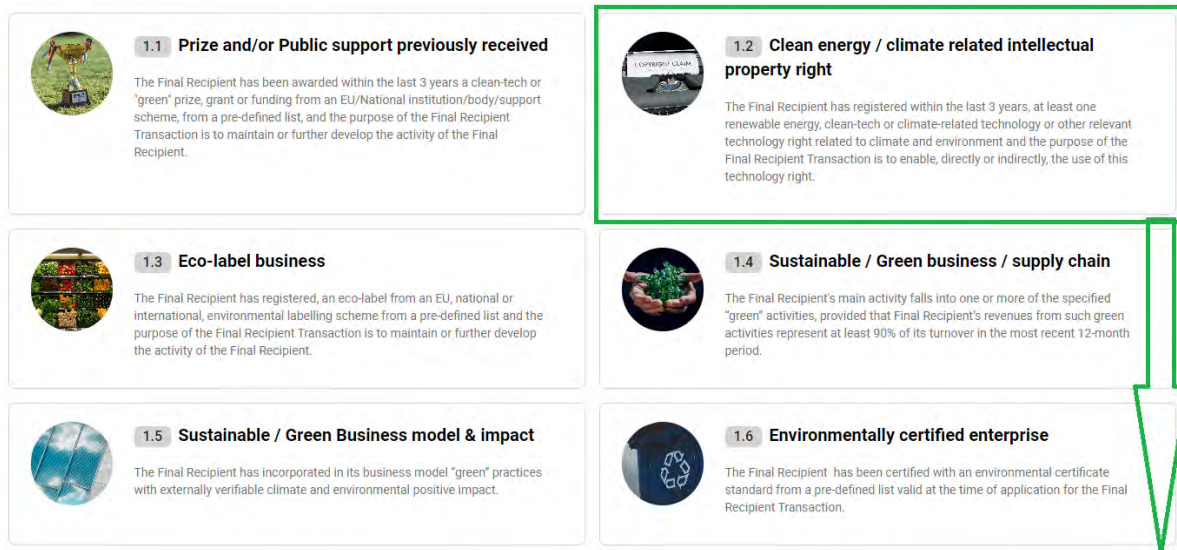 1.1 Prize and/or Public support previously received
The Final Recipient has been awarded within the last 3 years a clean-tech or
"green" prize, grant or funding from an EU/National institution/body/support
scheme, from a pre-defined list, and the purpose of the Final Recipient
Transaction is to maintain or further develop the activity of the Final
Recipient.
COPYRIGHT CLAIM
1.2 Clean energy / climate related intellectual
property right
The Final Recipient has registered within the last 3 years, at least one
renewable energy, clean-tech or climate-related technology or other relevant
technology right related to climate and environment and the purpose of the
Final Recipient Transaction is to enable, directly or indirectly, the use of this
technology right.
1.3 Eco-label business
The Final Recipient has registered, an eco-label from an EU, national or
international, environmental labelling scheme from a pre-defined list and the
purpose of the Final Recipient Transaction is to maintain or further develop
the activity of the Final Recipient.
1.4 Sustainable / Green business / supply chain
The Final Recipient's main activity falls into one or more of the specified
"green" activities, provided that Final Recipient's revenues from such green
activities represent at least 90% of its turnover in the most recent 12-month
period.
1.5 Sustainable / Green Business model & impact
The Final Recipient has incorporated in its business model "green" practices
with externally verifiable climate and environmental positive impact.
1.6 Environmentally certified enterprise
The Final Recipient has been certified with an environmental certificate
standard from a pre-defined list valid at the time of application for the Final
Recipient Transaction.